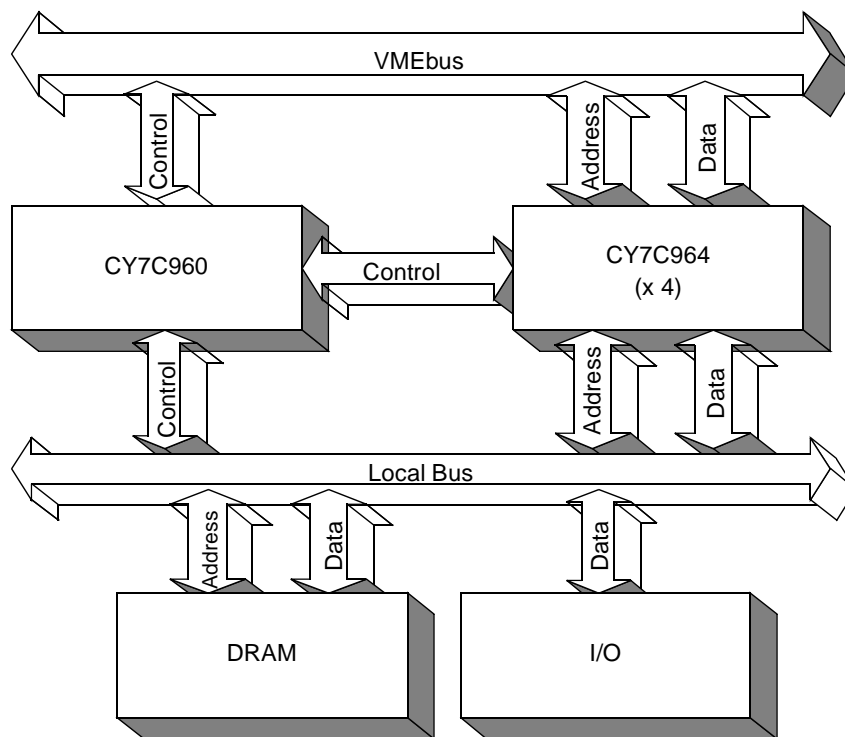 VMEbus
Control
Address
Data
CY7C960
Control
CY7C964
(x 4)
Control
Address
Data
Local Bus
Address
Data
Data
DRAM
I/O